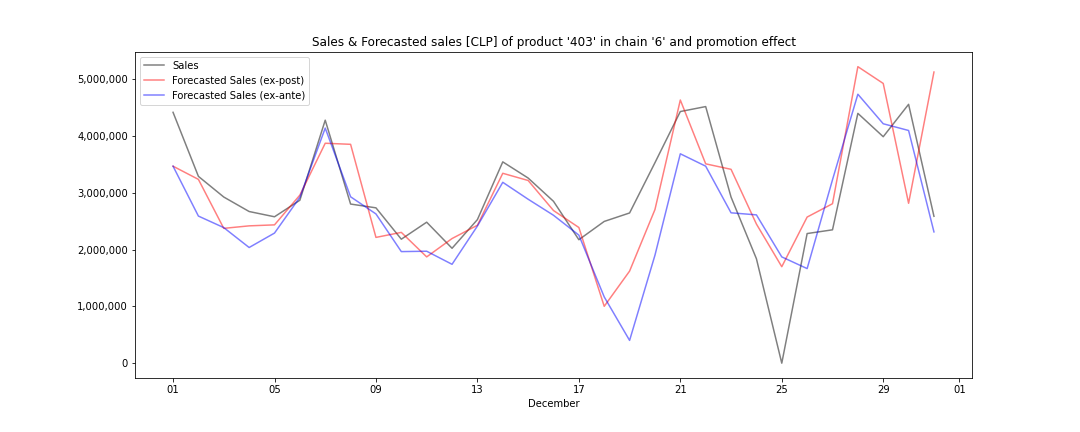 Sales & Forecasted sales [CLP] of product '403' in chain '6' and promotion effect
Sales
Forecasted Sales (ex-post)
Forecasted Sales (ex-ante)
5,000,000
4,000,000
3,000,000
2,000,000
1,000,000
0
01 05 09 13 17 21 25 29 01
December